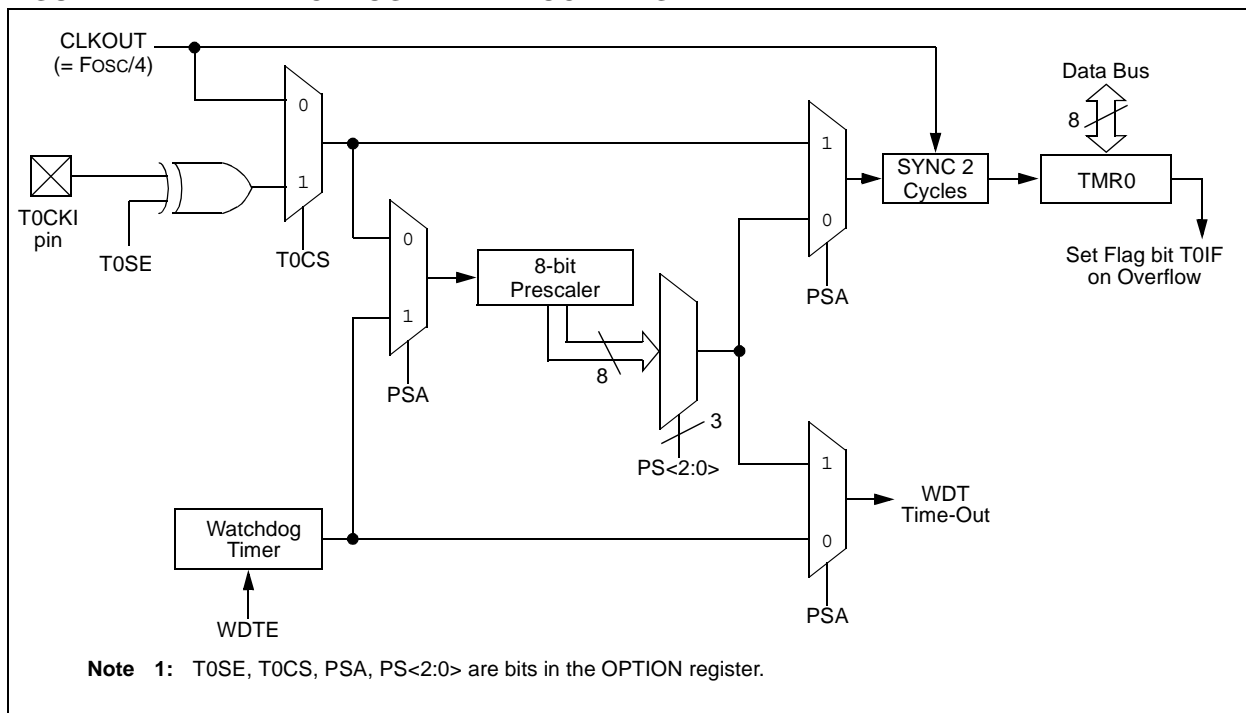 CLKOUT
(= FOSC/4)
0
1
T0CKI
pin
T0SE
T0CS
0
1
PSA
8-bit
Prescaler
8
3
PS<2:0>
1
0
PSA
SYNC 2
Cycles
Data Bus
8
TMR0
Set Flag bit T0IF
on Overflow
Watchdog
Timer
WDTE
1
0
PSA
WDT
Time-Out
Note 1: T0SE, T0CS, PSA, PS<2:0> are bits in the OPTION register.